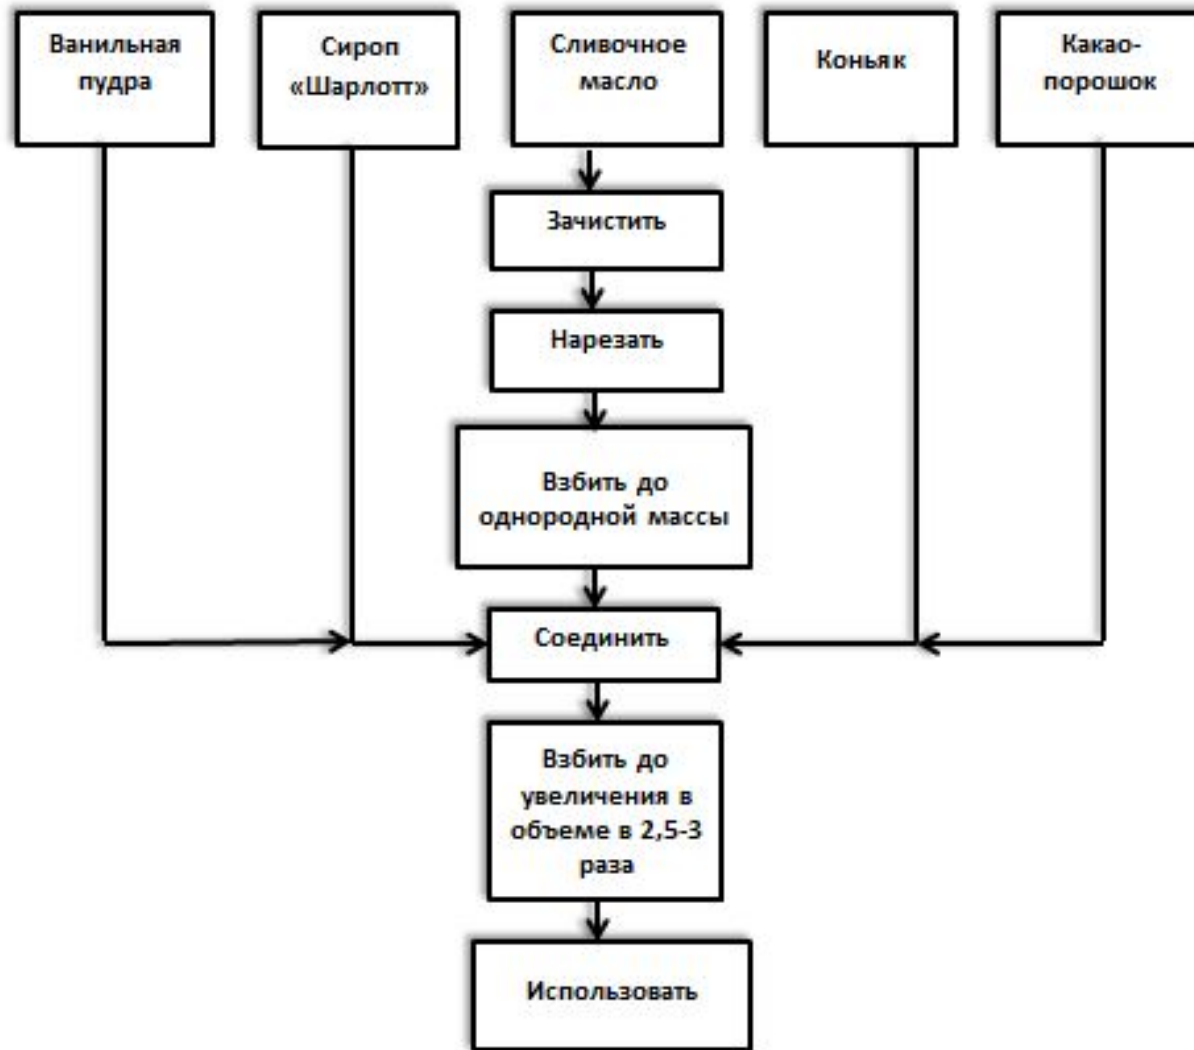 Ванильная
пудра
Сироп
«Шарлотт»
Сливочное
масло
Коньяк
Какао-
порошок
Зачистить
Нарезать
Взбить до
однородной массы
Соединить
Взбить до
увеличения в
объеме в 2,5-3
раза
Использовать